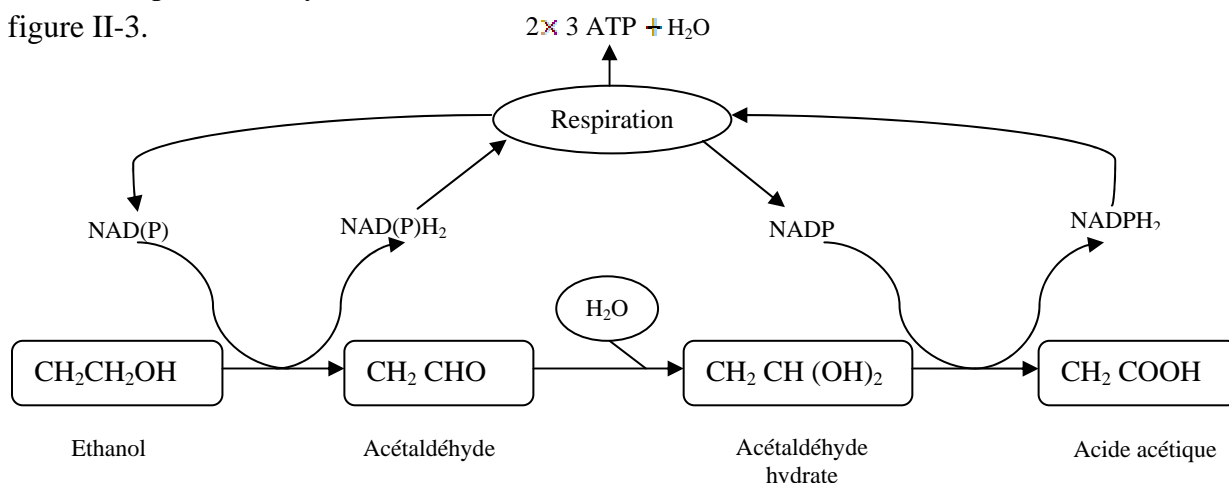 figure II-3.
2× 3 ATP + H₂O
Respiration
NAD(P)
NAD(P)H₂
NADP
NADPH₂
H₂O
CH₂CH₂OH
CH₂ CHO
CH₂ CH (OH)₂
CH₂ COOH
Ethanol
Acétaldéhyde
Acétaldéhyde
hydrate
Acide acétique